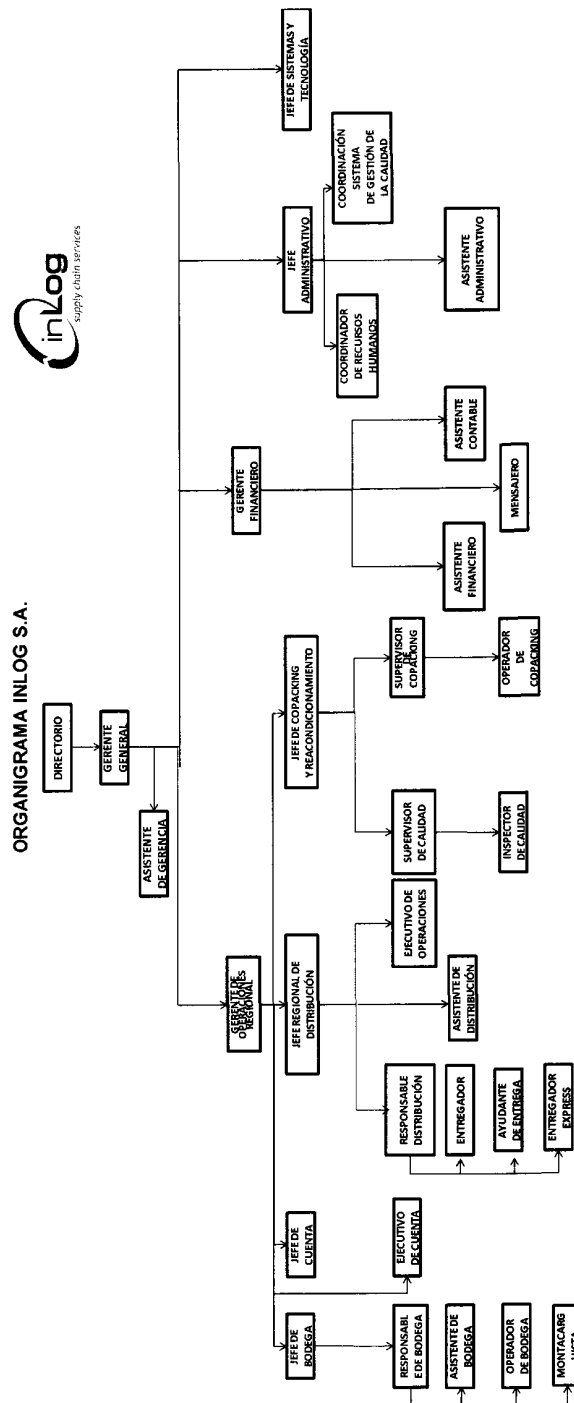 ORGANIGRAMA INLOG S.A.
inLog
supply chain services
DIRECTORIO
GERENTE
GENERAL
ASISTENTE
DE GERENCIA
GERENTE DE
OPERACIONES
REGIONAL
GERENTE
FINANCIERO
JEFE
ADMINISTRATIVO
JEFE DE SISTEMAS Y
TECNOLOGÍA
JEFE DE
BODEGA
JEFE DE
CUENTA
JEFE REGIONAL DE
DISTRIBUCIÓN
JEFE DE COPACKING
Y REACONDICIONAMIENTO
COORDINADOR
DE RECURSOS
HUMANOS
COORDINACIÓN
SISTEMA
DE GESTIÓN DE
LA CALIDAD
RESPONSABL
E DE BODEGA
EJECUTIVO
DE CUENTA
RESPONSABLE
DISTRIBUCIÓN
EJECUTIVO DE
OPERACIONES
SUPERVISOR
DE CALIDAD
SUPERVISOR
DE
COPACKING
ASISTENTE DE
BODEGA
ENTREGADOR
ASISTENTE DE
DISTRIBUCIÓN
ASISTENTE
FINANCIERO
ASISTENTE
CONTABLE
ASISTENTE
ADMINISTRATIVO
OPERADOR
DE BODEGA
AYUDANTE
DE ENTREGA
INSPECTOR
DE CALIDAD
OPERADOR
DE
COPACKING
MENSAJERO
MONTACARG
ENTREGADOR
EXPRESS